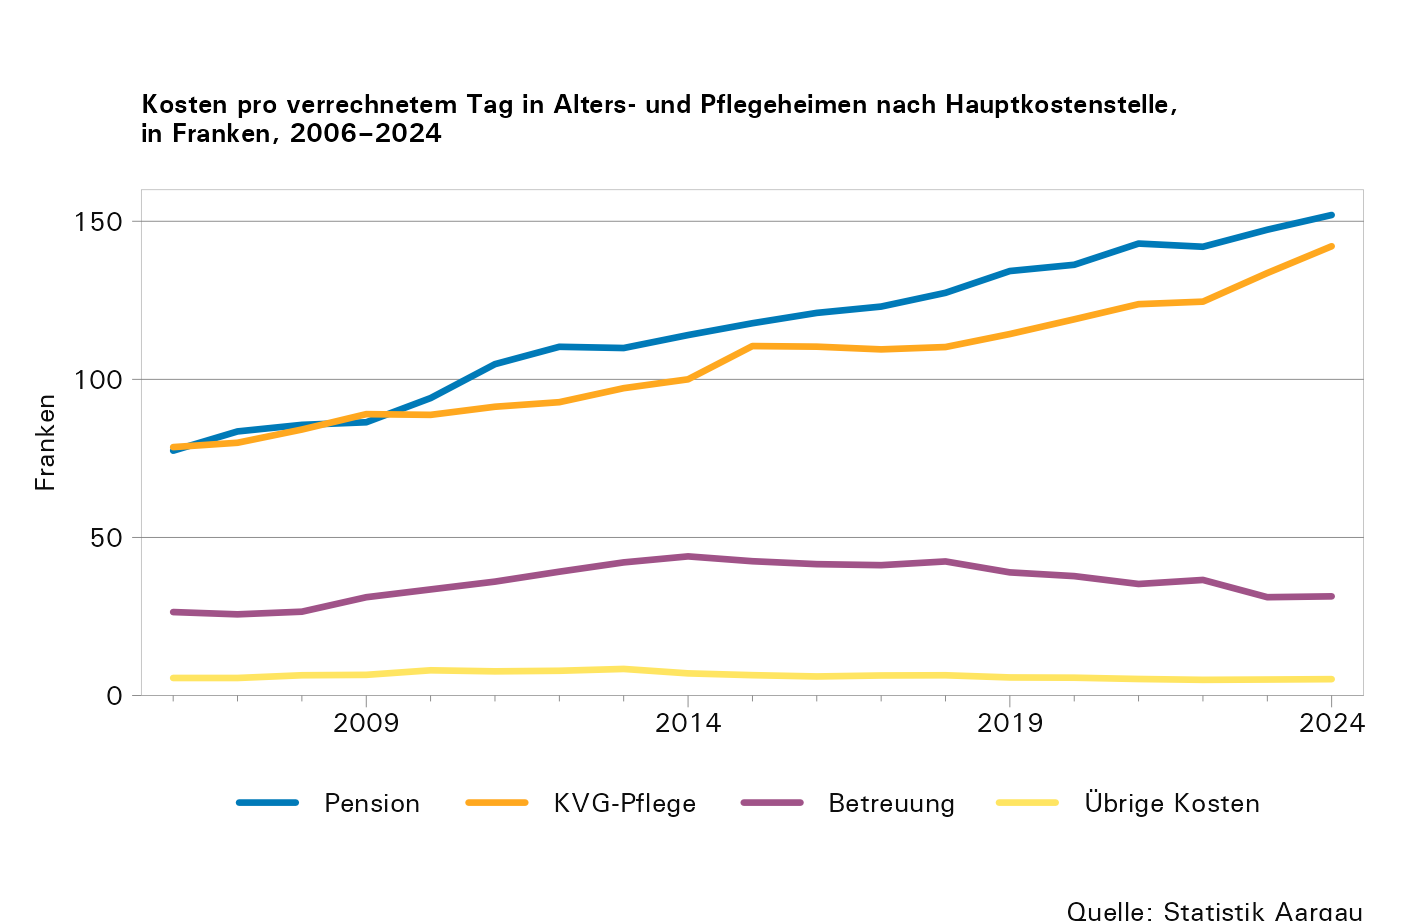 Kosten pro verrechnetem Tag in Alters- und Pflegeheimen nach Hauptkostenstelle,
in Franken, 2006–2024
150
100
50
0
Franken
2009
2014
2019
2024
Pension
KVG-Pflege
Betreuung
Übrige Kosten
Quelle: Statistik Aargau